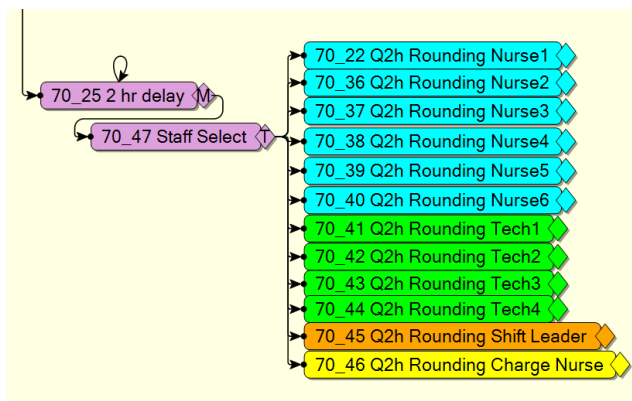 70_25 2 hr delay M
70_47 Staff Select T
70_22 Q2h Rounding Nurse1
70_36 Q2h Rounding Nurse2
70_37 Q2h Rounding Nurse3
70_38 Q2h Rounding Nurse4
70_39 Q2h Rounding Nurse5
70_40 Q2h Rounding Nurse6
70_41 Q2h Rounding Tech1
70_42 Q2h Rounding Tech2
70_43 Q2h Rounding Tech3
70_44 Q2h Rounding Tech4
70_45 Q2h Rounding Shift Leader
70_46 Q2h Rounding Charge Nurse